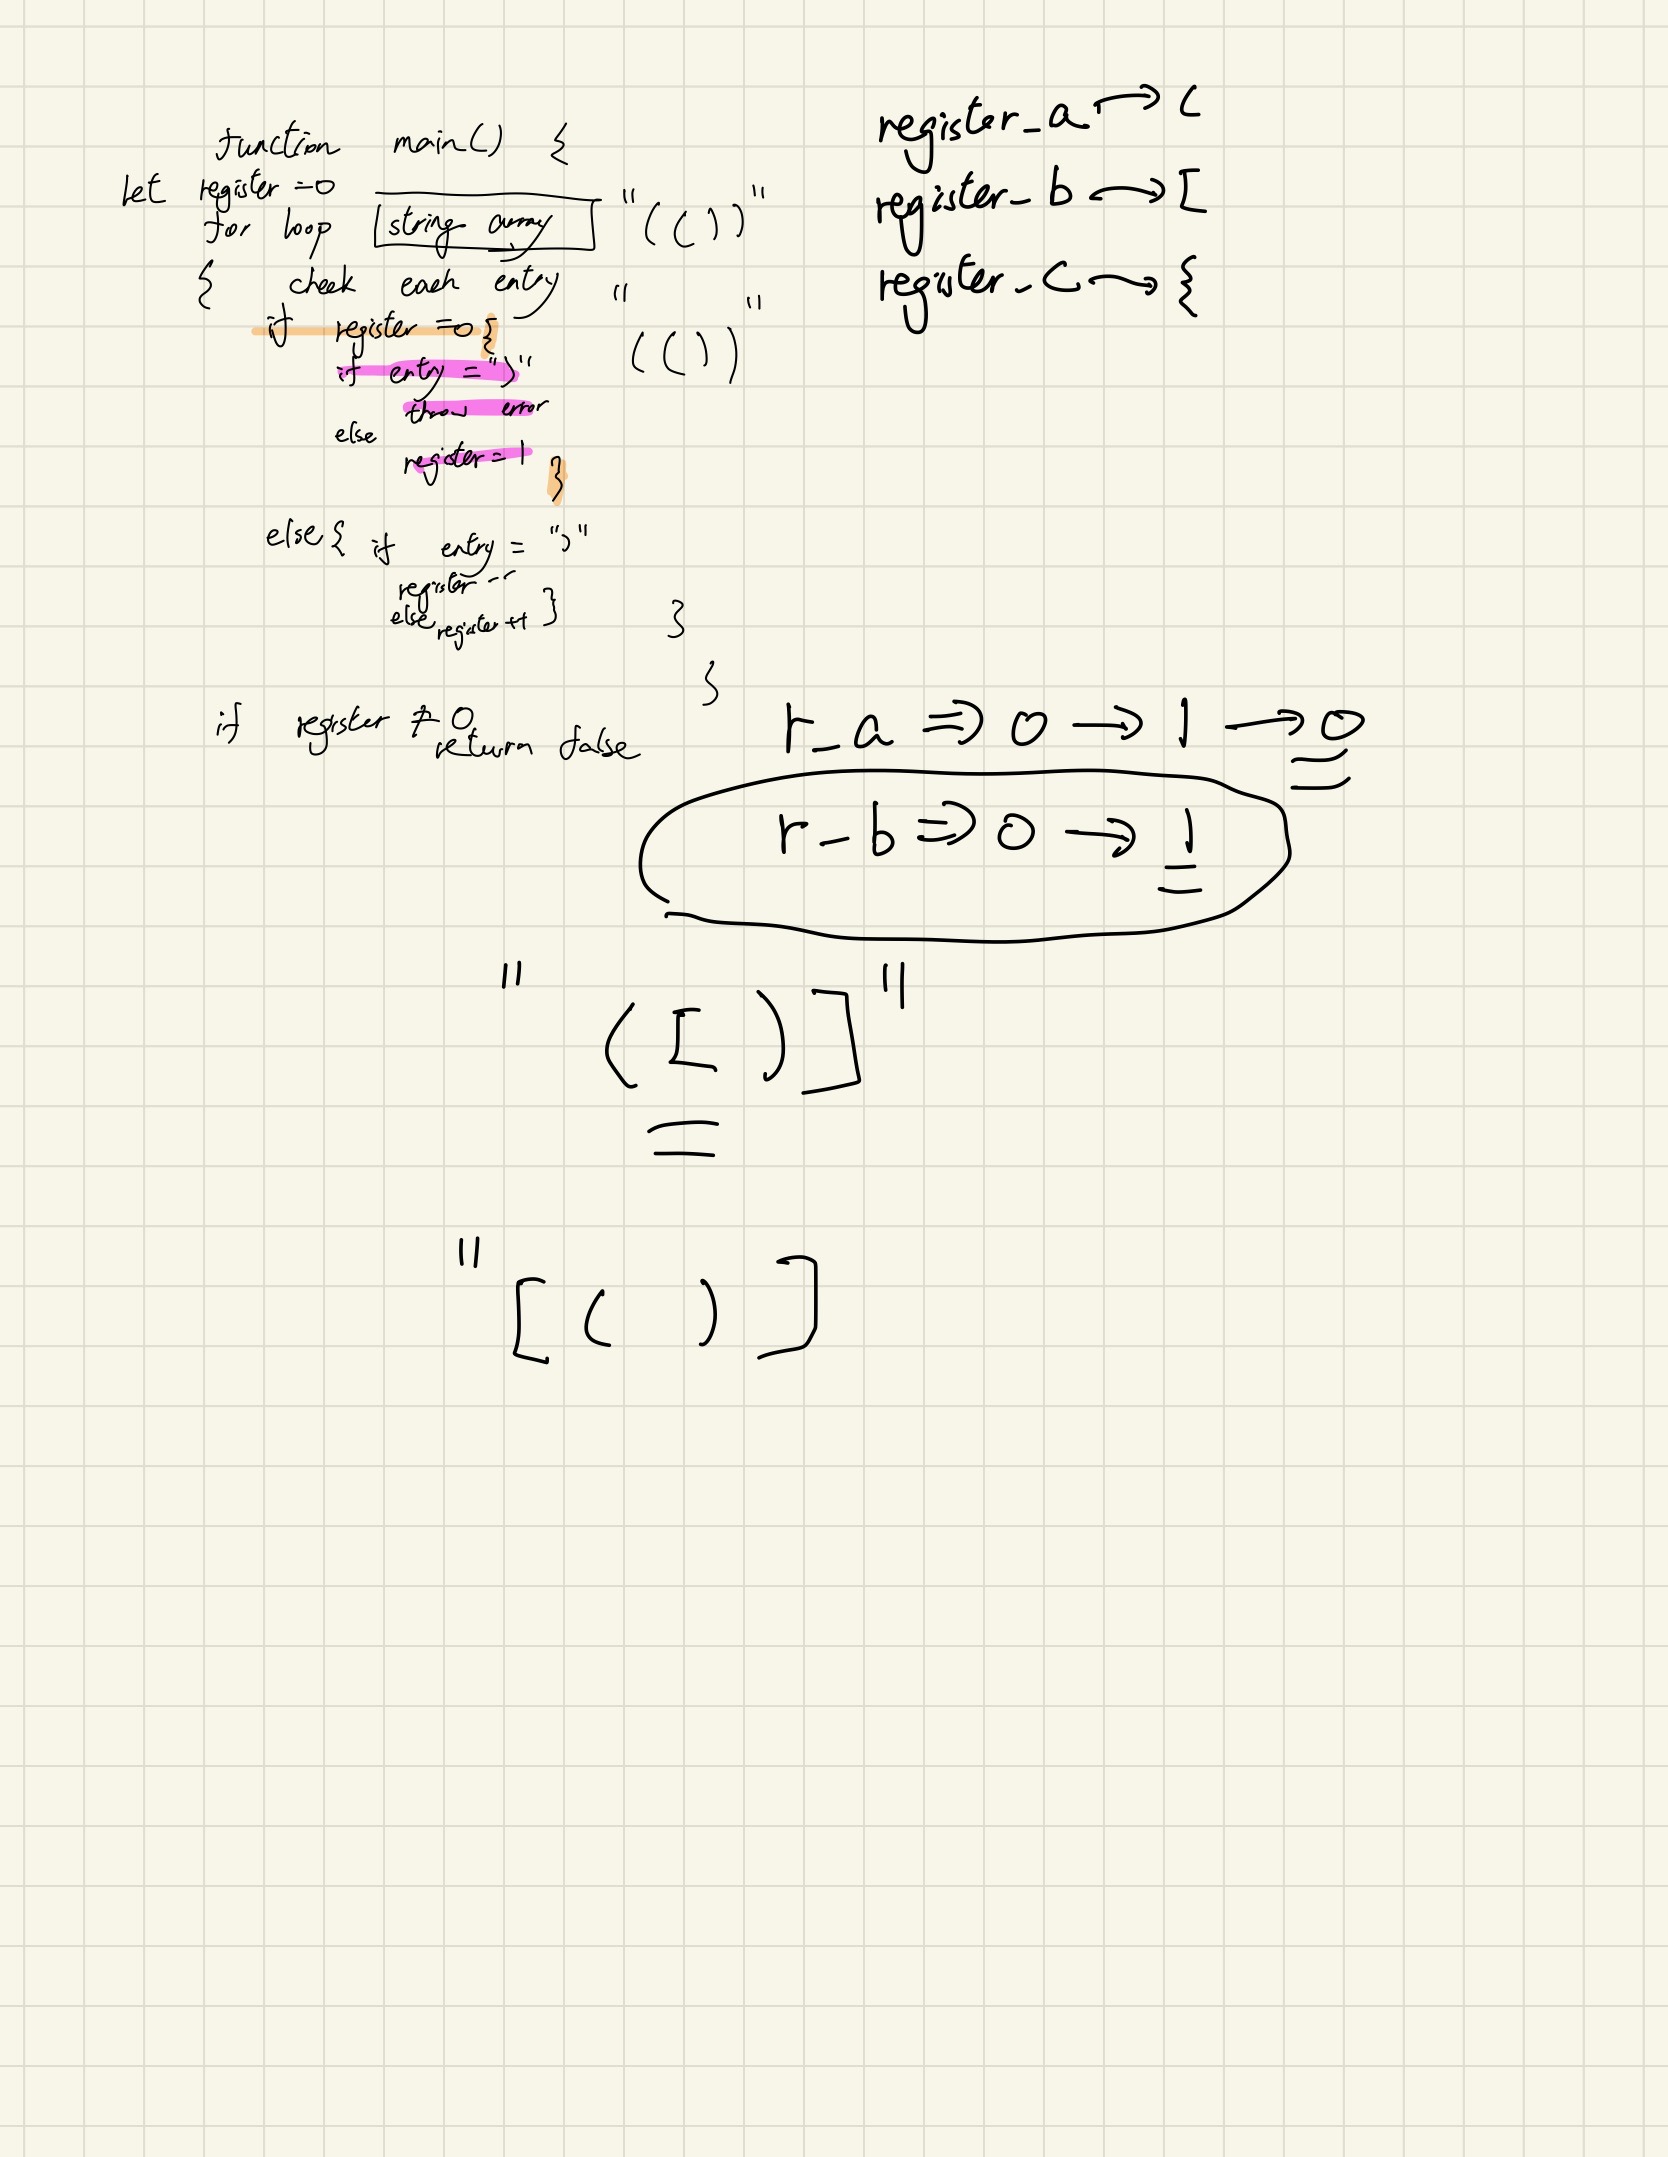 function main() {
let register = 0
for loop string array "(())"
{ check each entry
" "
if register = 0 {
(())
if entry = ")"
throw error
else
register = 1
}
else { if entry = ")"
register --
else register ++ }
}
}
if register ≠ 0
return false
register_a → (
register_b → [
register_c → {
r_a ⇒ 0 → 1 → 0
r_b ⇒ 0 → 1
"([)]"
"[()]